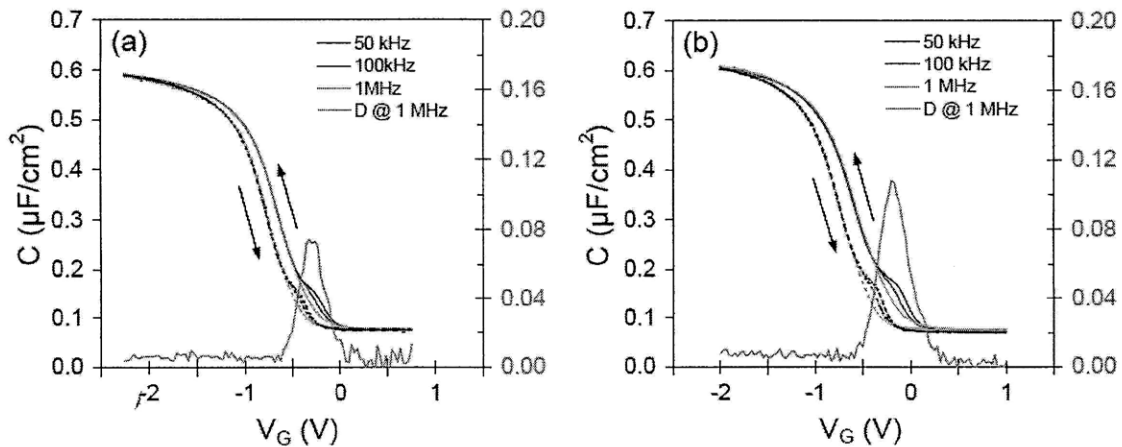 (a)
50 kHz
100kHz
1MHz
D @ 1 MHz
0.7
0.6
0.5
0.4
0.3
0.2
0.1
0.0
C (µF/cm²)
0.20
0.16
0.12
0.08
0.04
0.00
-2
-1
0
1
V_G (V)
(b)
50 kHz
100 kHz
1 MHz
D @ 1 MHz
0.7
0.6
0.5
0.4
0.3
0.2
0.1
0.0
C (µF/cm²)
0.20
0.16
0.12
0.08
0.04
0.00
-2
-1
0
1
V_G (V)